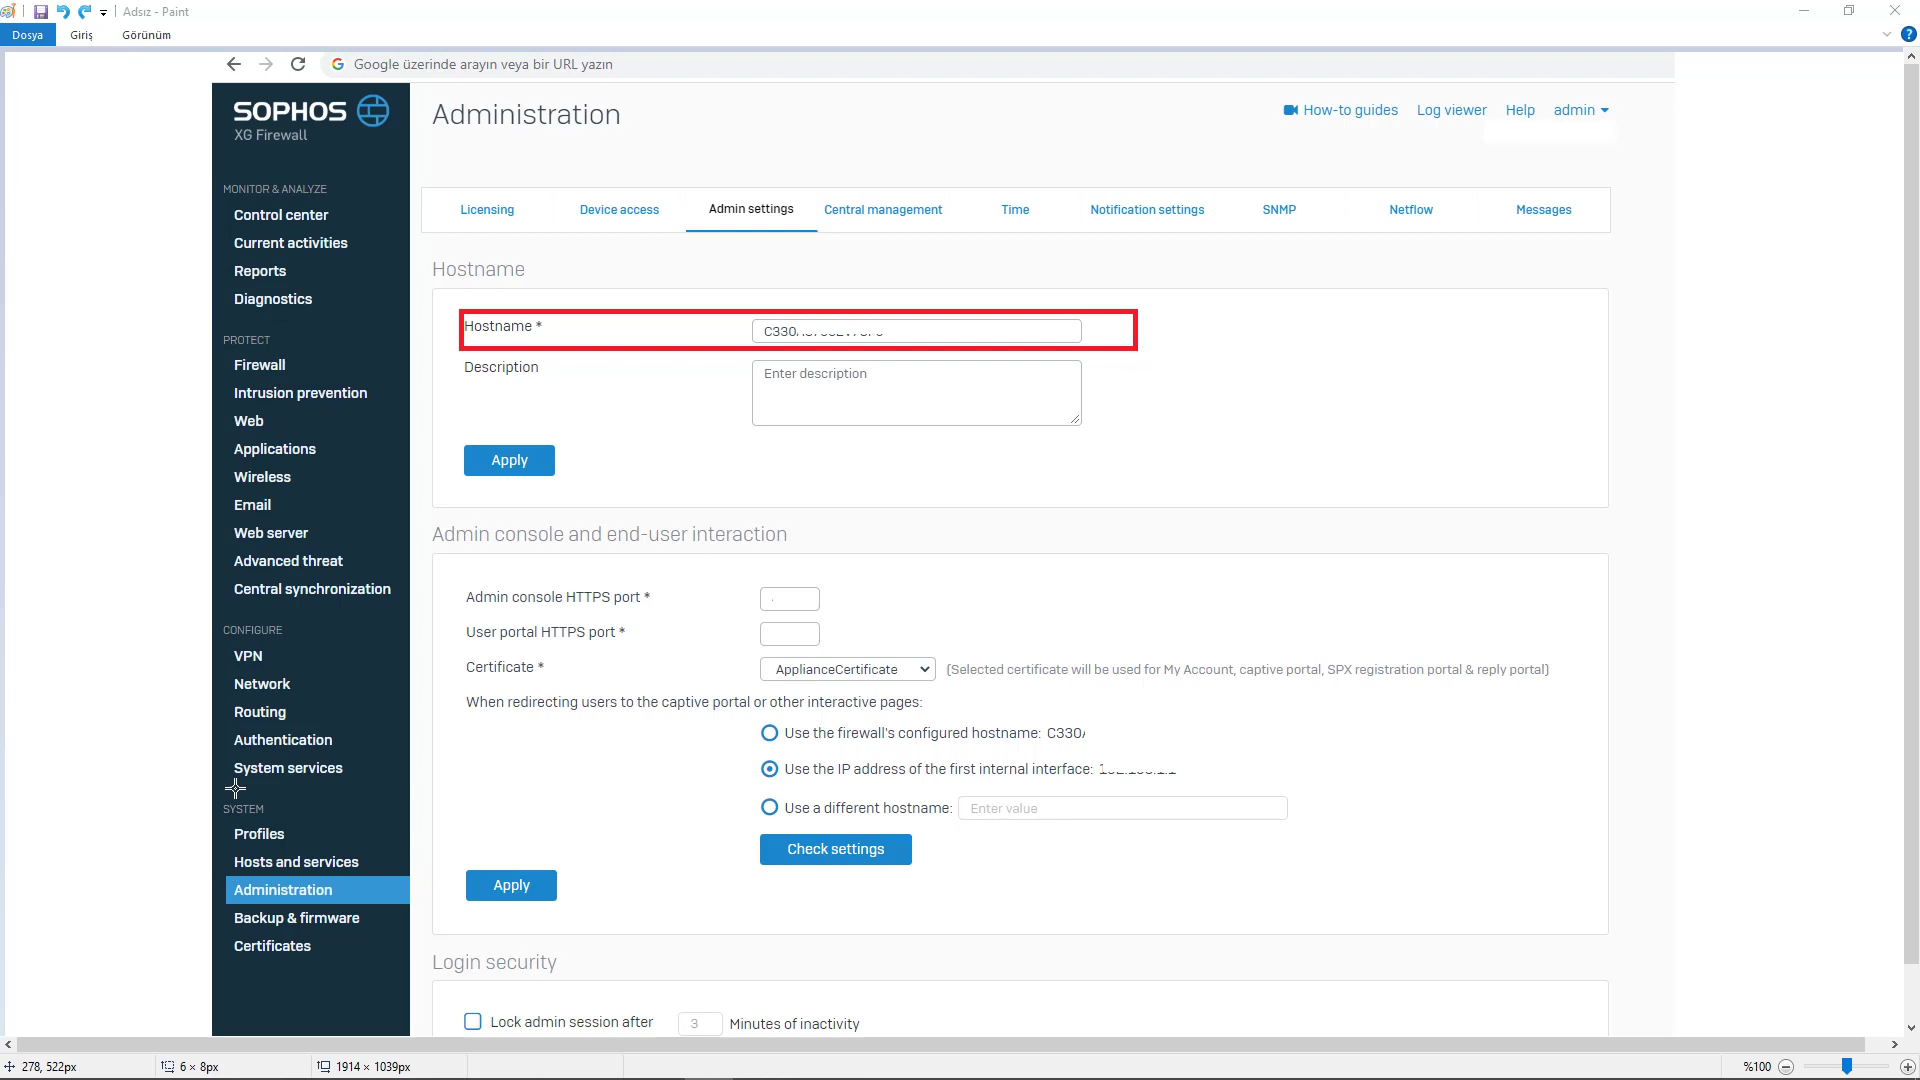 Adsız - Paint
Dosya Giriş Görünüm
Google üzerinde arayın veya bir URL yazın
SOPHOS
XG Firewall
Administration
How-to guides Log viewer Help admin
MONITOR & ANALYZE
Control center
Current activities
Reports
Diagnostics
PROTECT
Firewall
Intrusion prevention
Web
Applications
Wireless
Email
Web server
Advanced threat
Central synchronization
CONFIGURE
VPN
Network
Routing
Authentication
System services
SYSTEM
Profiles
Hosts and services
Administration
Backup & firmware
Certificates
Licensing Device access Admin settings Central management Time Notification settings SNMP Netflow Messages
Hostname
Hostname *
Description Enter description
Apply
Admin console and end-user interaction
Admin console HTTPS port *
User portal HTTPS port *
Certificate * ApplianceCertificate (Selected certificate will be used for My Account, captive portal, SPX registration portal & reply portal)
When redirecting users to the captive portal or other interactive pages:
Use the firewall's configured hostname:
Use the IP address of the first internal interface:
Use a different hostname: Enter value
Check settings
Apply
Login security
Lock admin session after 3 Minutes of inactivity
278, 522px 6 × 8px 1914 × 1039px %100